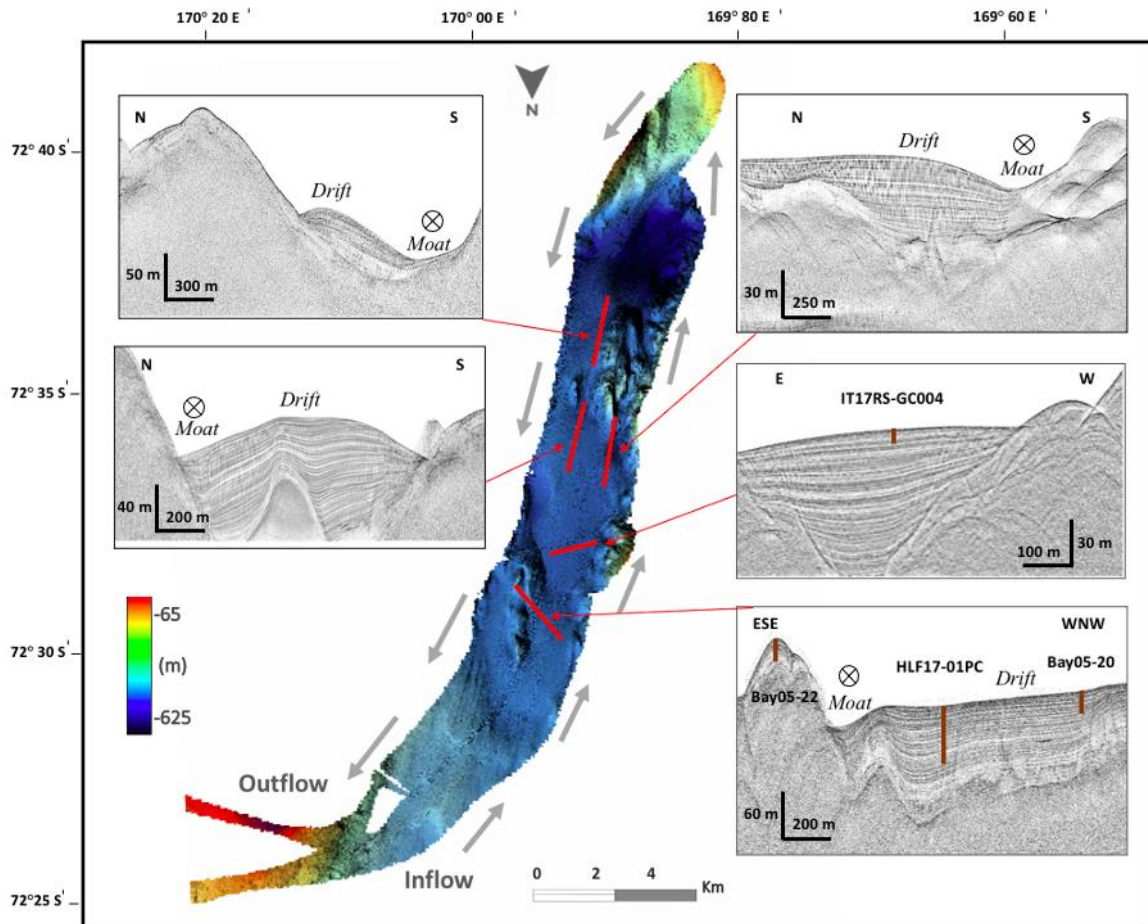 170° 20 E'
170° 00 E'
169° 80 E'
169° 60 E'
72° 40 S'
72° 35 S'
72° 30 S'
72° 25 S'
N
N
S
Drift
Moat
50 m
300 m
N
S
Drift
Moat
30 m
250 m
N
S
Drift
Moat
40 m
200 m
E
W
IT17RS-GC004
100 m
30 m
ESE
WNW
HLF17-01PC
Bay05-20
Drift
Bay05-22
Moat
60 m
200 m
-65
(m)
-625
Outflow
Inflow
0 2 4
Km